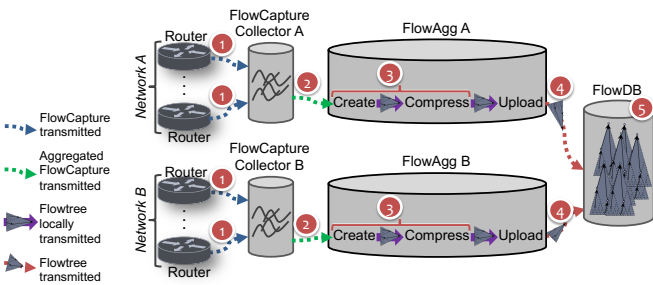 FlowCapture
Collector A
FlowAgg A
Router
1
Network A
2
3
4
Create
Compress
Upload
1
Router
FlowDB
5
FlowCapture
transmitted
Aggregated
FlowCapture
transmitted
Flowtree
locally
transmitted
Flowtree
transmitted
FlowCapture
Collector B
FlowAgg B
Router
1
Network B
2
3
4
Create
Compress
Upload
1
Router